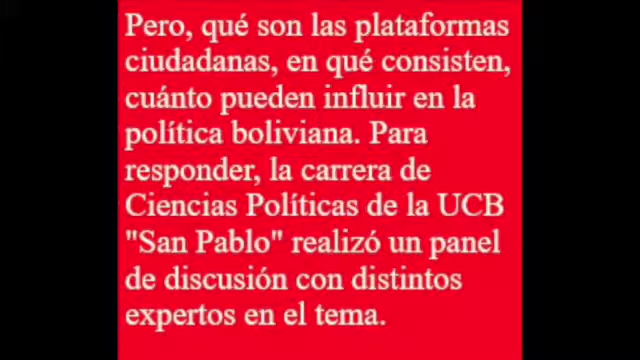 Pero, qué son las plataformas
ciudadanas, en qué consisten,
cuánto pueden influir en la
política boliviana. Para
responder, la carrera de
Ciencias Políticas de la UCB
"San Pablo" realizó un panel
de discusión con distintos
expertos en el tema.